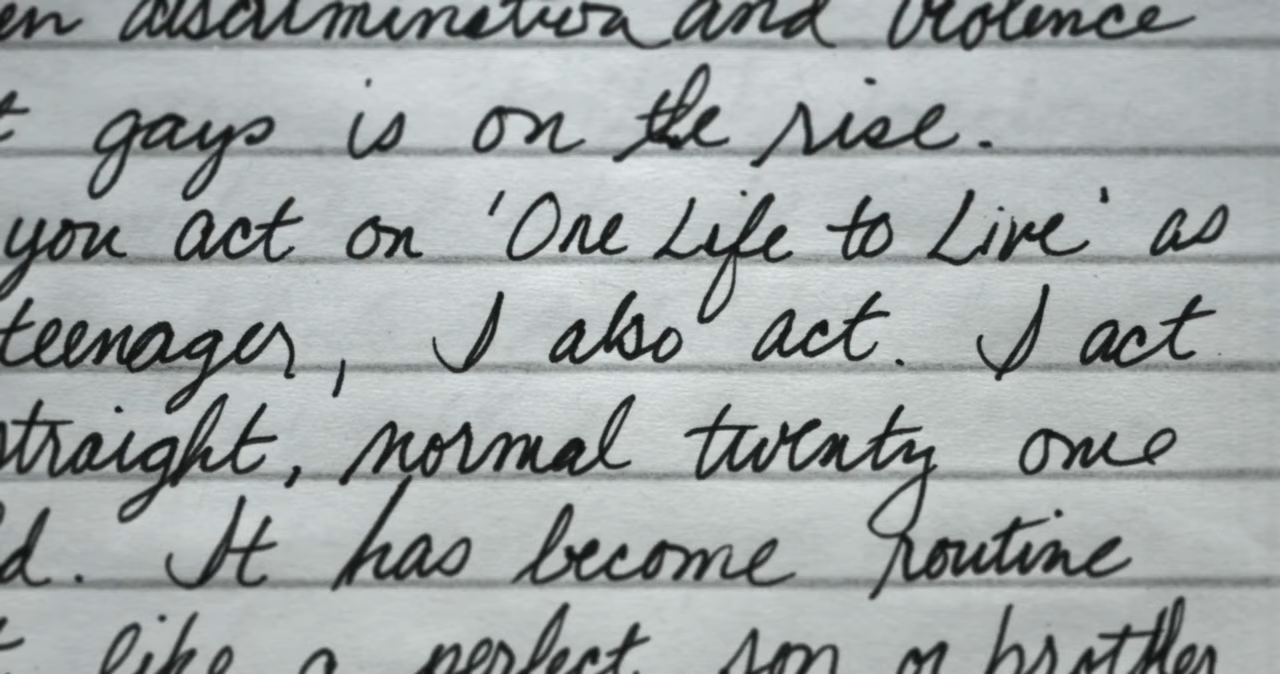 en discrimination and violence
t gays is on the rise.
you act on 'One Life to Live' as
teenager, I also act. I act
straight, normal twenty one
d. It has become routine
t like a perfect son or brother